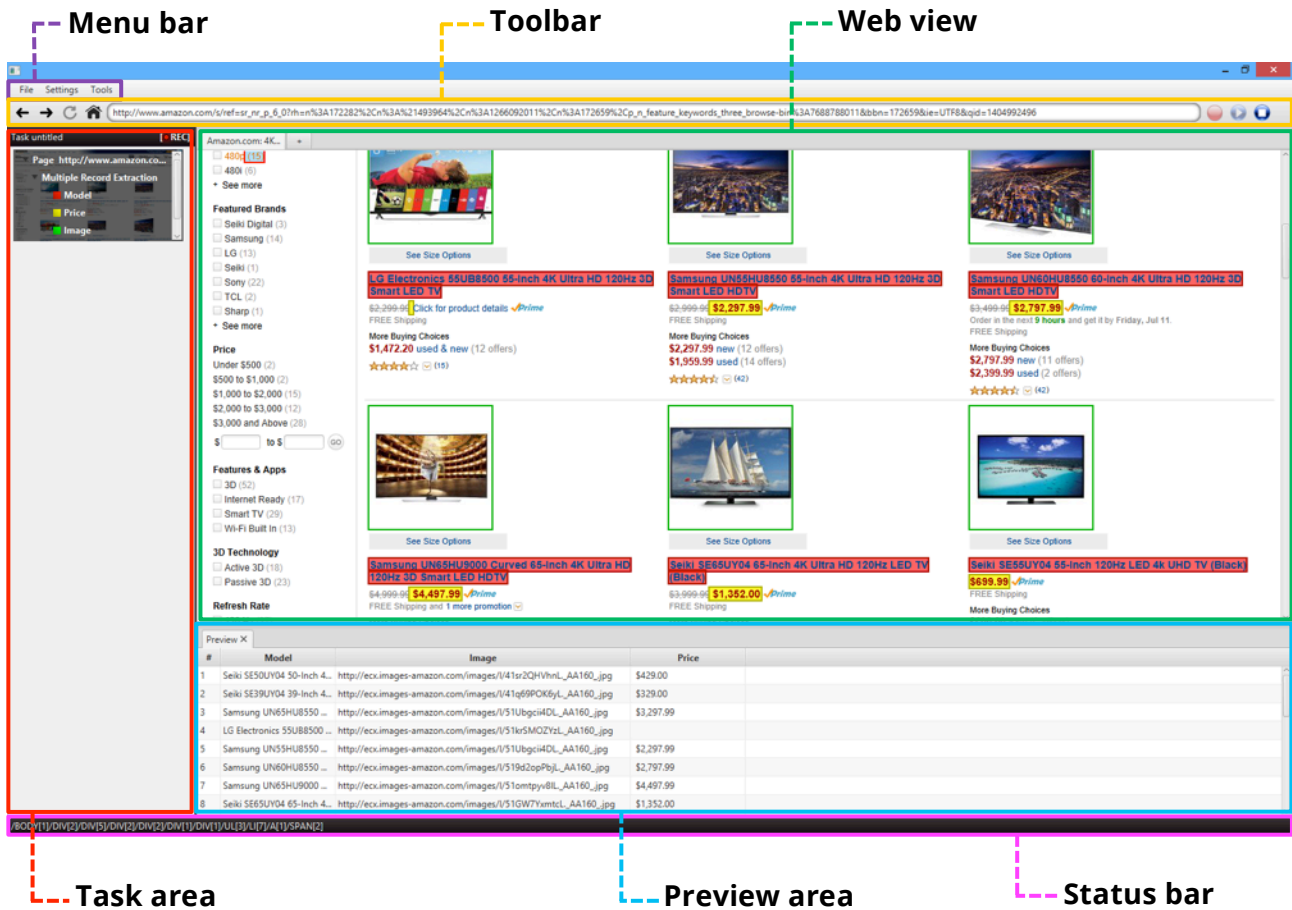 Menu bar
Toolbar
Web view
File Settings Tools
http://www.amazon.com/s/ref=sr_nr_p_6_0?rh=n%3A172282%2Cn%3A%21493964%2Cn%3A1266092011%2Cn%3A172659%2Cp_n_feature_keywords_three_browse-bin%3A7688788011&bbn=172659&ie=UTF8&qid=1404992496
Task untitled [• REC]
Page http://www.amazon.co...
Multiple Record Extraction
Model
Price
Image
Amazon.com: 4K... +
480p (15)
480i (6)
See more
Featured Brands
Seiki Digital (3)
Samsung (14)
LG (13)
Seiki (1)
Sony (22)
TCL (2)
Sharp (1)
See more
Price
Under $500 (2)
$500 to $1,000 (2)
$1,000 to $2,000 (15)
$2,000 to $3,000 (12)
$3,000 and Above (28)
$ to $ GO
Features & Apps
3D (52)
Internet Ready (17)
Smart TV (29)
Wi-Fi Built In (13)
3D Technology
Active 3D (18)
Passive 3D (23)
Refresh Rate
See Size Options
LG Electronics 55UB8500 55-Inch 4K Ultra HD 120Hz 3D
Smart LED TV
$2,299.99 Click for product details Prime
FREE Shipping
More Buying Choices
$1,472.20 used & new (12 offers)
(15)
See Size Options
Samsung UN55HU8550 55-Inch 4K Ultra HD 120Hz 3D
Smart LED HDTV
$2,999.99 $2,297.99 Prime
FREE Shipping
More Buying Choices
$2,297.99 new (12 offers)
$1,959.99 used (14 offers)
(42)
See Size Options
Samsung UN60HU8550 60-Inch 4K Ultra HD 120Hz 3D
Smart LED HDTV
$3,499.99 $2,797.99 Prime
Order in the next 9 hours and get it by Friday, Jul 11.
FREE Shipping
More Buying Choices
$2,797.99 new (11 offers)
$2,399.99 used (2 offers)
(42)
See Size Options
Samsung UN65HU9000 Curved 65-Inch 4K Ultra HD
120Hz 3D Smart LED HDTV
$4,999.99 $4,497.99 Prime
FREE Shipping and 1 more promotion
See Size Options
Seiki SE65UY04 65-Inch 4K Ultra HD 120Hz LED TV
(Black)
$3,999.99 $1,352.00 Prime
FREE Shipping
See Size Options
Seiki SE55UY04 55-Inch 120Hz LED 4k UHD TV (Black)
$699.99 Prime
FREE Shipping
More Buying Choices
Preview X
# Model Image Price
1 Seiki SE50UY04 50-Inch 4... http://ecx.images-amazon.com/images/I/41sr2QHVhnL._AA160_.jpg $429.00
2 Seiki SE39UY04 39-Inch 4... http://ecx.images-amazon.com/images/I/41q69POK6yL._AA160_.jpg $329.00
3 Samsung UN65HU8550 ... http://ecx.images-amazon.com/images/I/51Ubgcii4DL._AA160_.jpg $3,297.99
4 LG Electronics 55UB8500 ... http://ecx.images-amazon.com/images/I/51krSMOZYzL._AA160_.jpg
5 Samsung UN55HU8550 ... http://ecx.images-amazon.com/images/I/51Ubgcii4DL._AA160_.jpg $2,297.99
6 Samsung UN60HU8550 ... http://ecx.images-amazon.com/images/I/519d2opPbjL._AA160_.jpg $2,797.99
7 Samsung UN65HU9000 ... http://ecx.images-amazon.com/images/I/51omtpyvBIL._AA160_.jpg $4,497.99
8 Seiki SE65UY04 65-Inch 4... http://ecx.images-amazon.com/images/I/51GW7YxmtcL._AA160_.jpg $1,352.00
/BODY[1]/DIV[2]/DIV[5]/DIV[2]/DIV[2]/DIV[1]/DIV[1]/UL[3]/LI[7]/A[1]/SPAN[2]
Task area
Preview area
Status bar